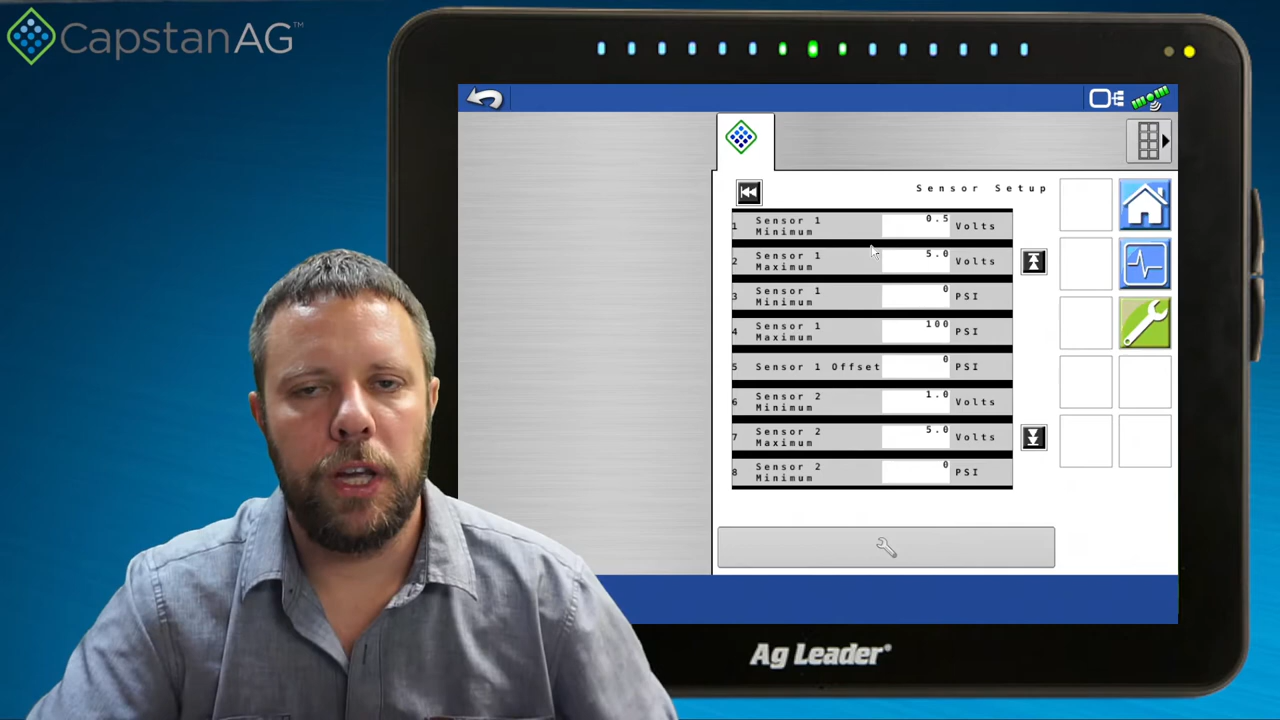 CapstanAG™
Sensor Setup
1 Sensor 1 Minimum 0.5 Volts
2 Sensor 1 Maximum 5.0 Volts
3 Sensor 1 Minimum 0 PSI
4 Sensor 1 Maximum 100 PSI
5 Sensor 1 Offset 0 PSI
6 Sensor 2 Minimum 1.0 Volts
7 Sensor 2 Maximum 5.0 Volts
8 Sensor 2 Minimum 0 PSI
Ag Leader®